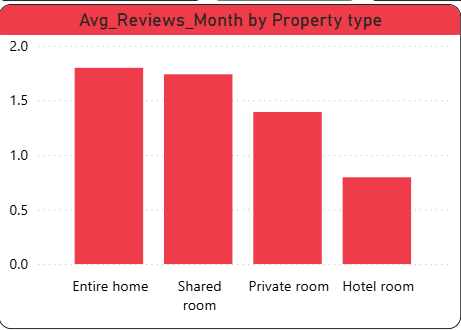 Avg_Reviews_Month by Property type
2.0
1.5
1.0
0.5
0.0
Entire home
Shared
room
Private room
Hotel room